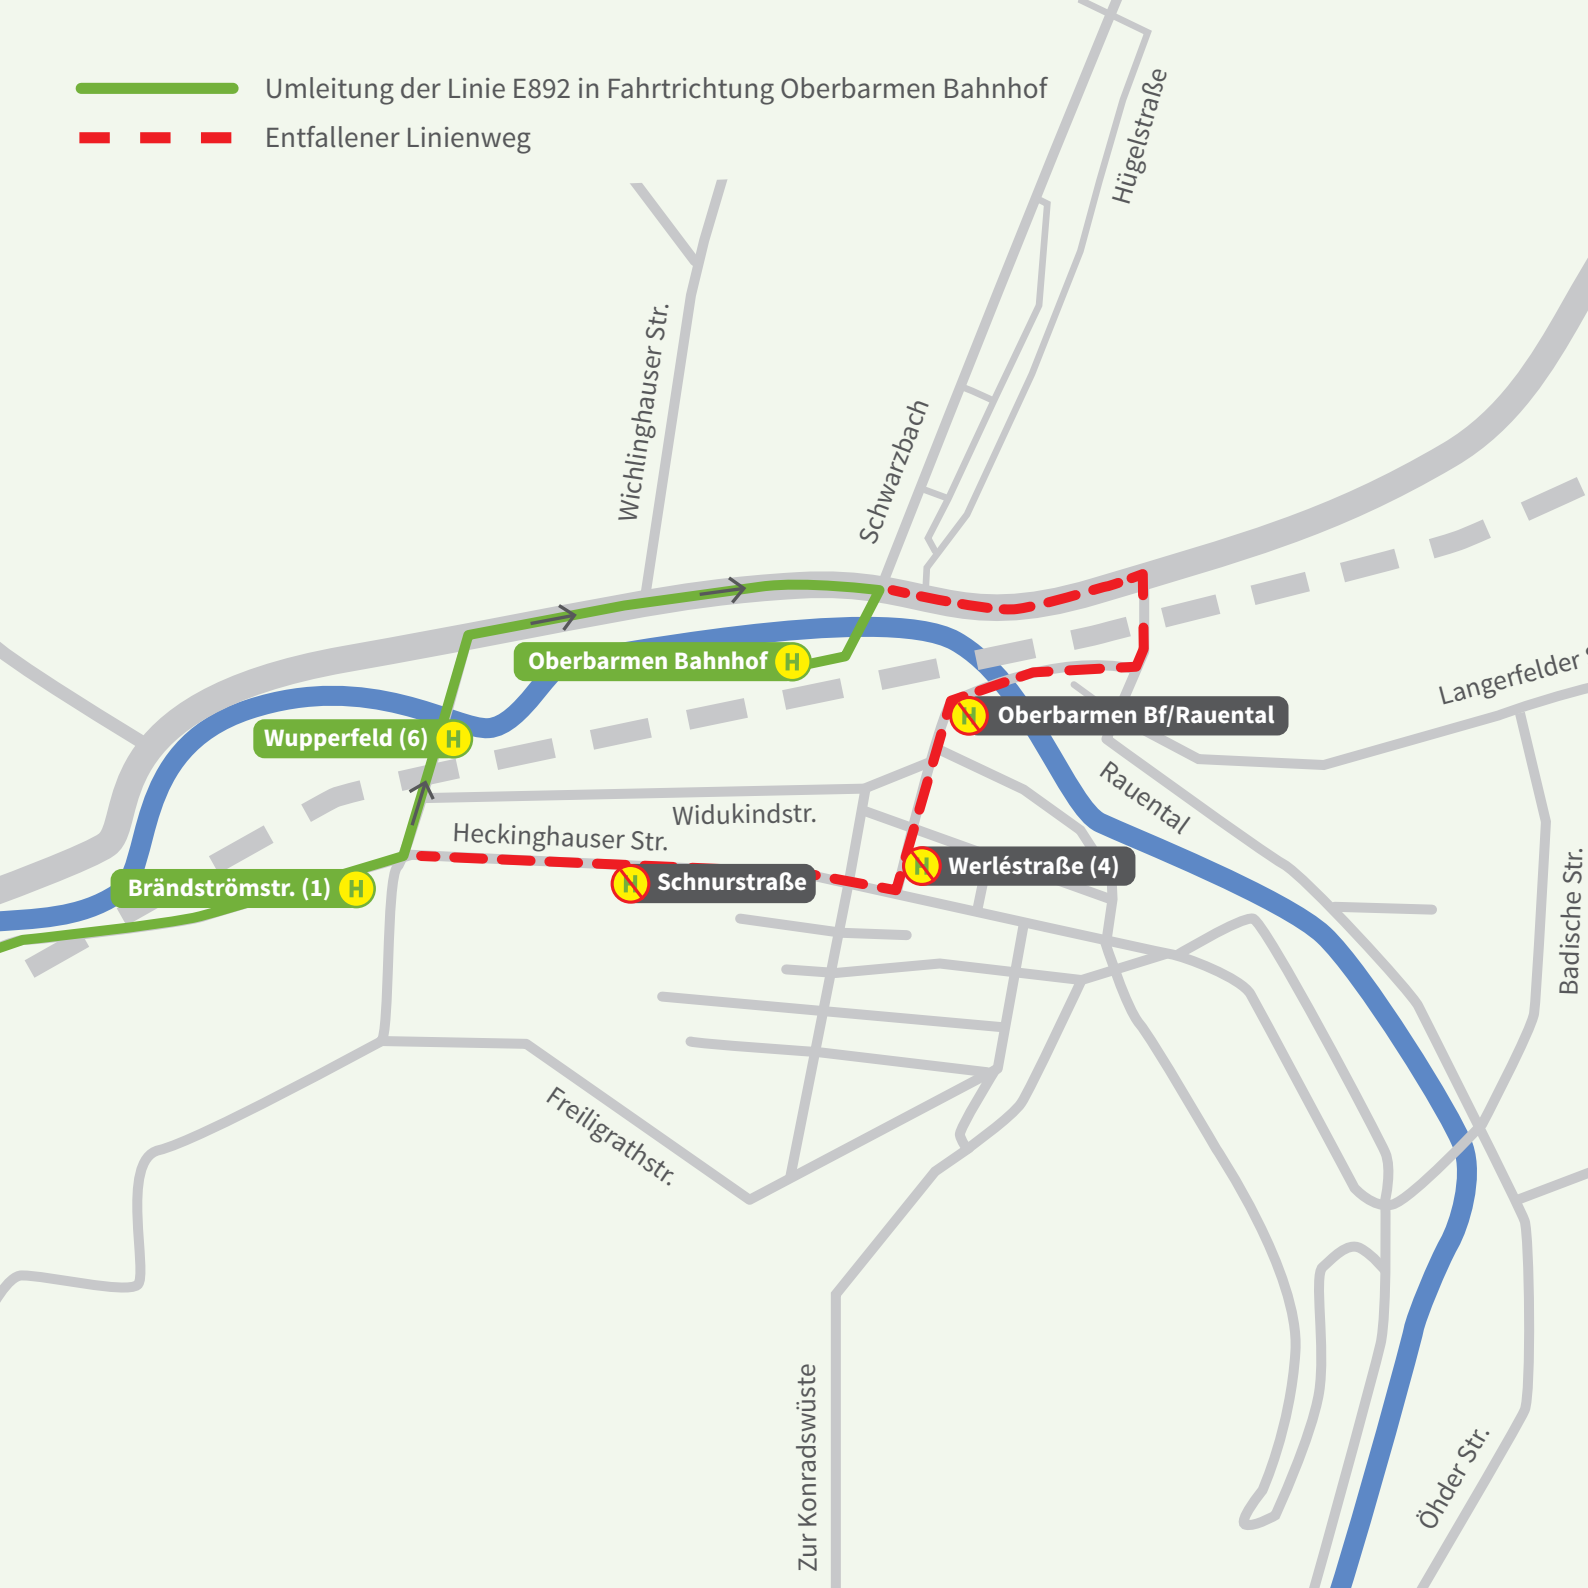 Umleitung der Linie E892 in Fahrtrichtung Oberbarmen Bahnhof
Entfallener Linienweg
Hügelstraße
Wichlinghauser Str.
Schwarzbach
Oberbarmen Bahnhof H
Langerfelder
H Oberbarmen Bf/Rauental
Wupperfeld (6) H
Rauental
Widukindstr.
Heckinghauser Str.
H Werléstraße (4)
H Schnurstraße
Brändströmstr. (1) H
Badische Str.
Freiligrathstr.
Zur Konradswüste
Öhder Str.